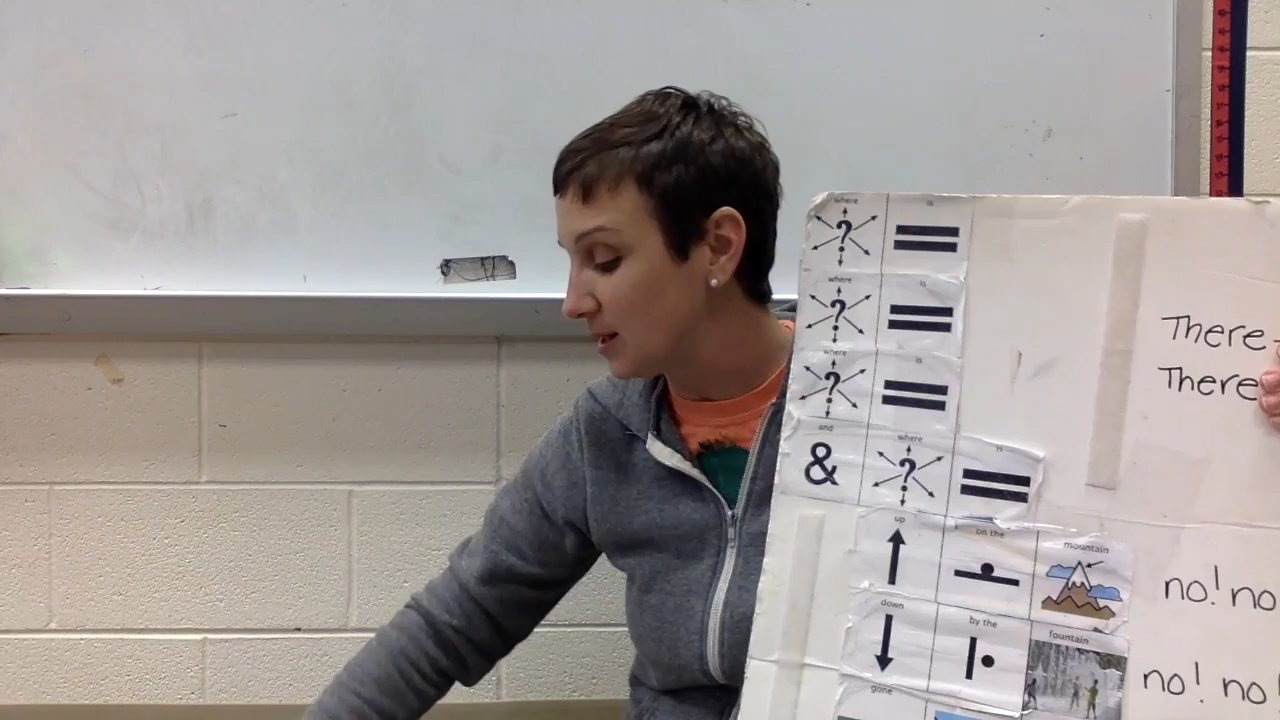 where is
?
where is
?
where is
?
and where is
& ?
There
There
up on the mountain
no! no
down by the fountain
no! no!
gone